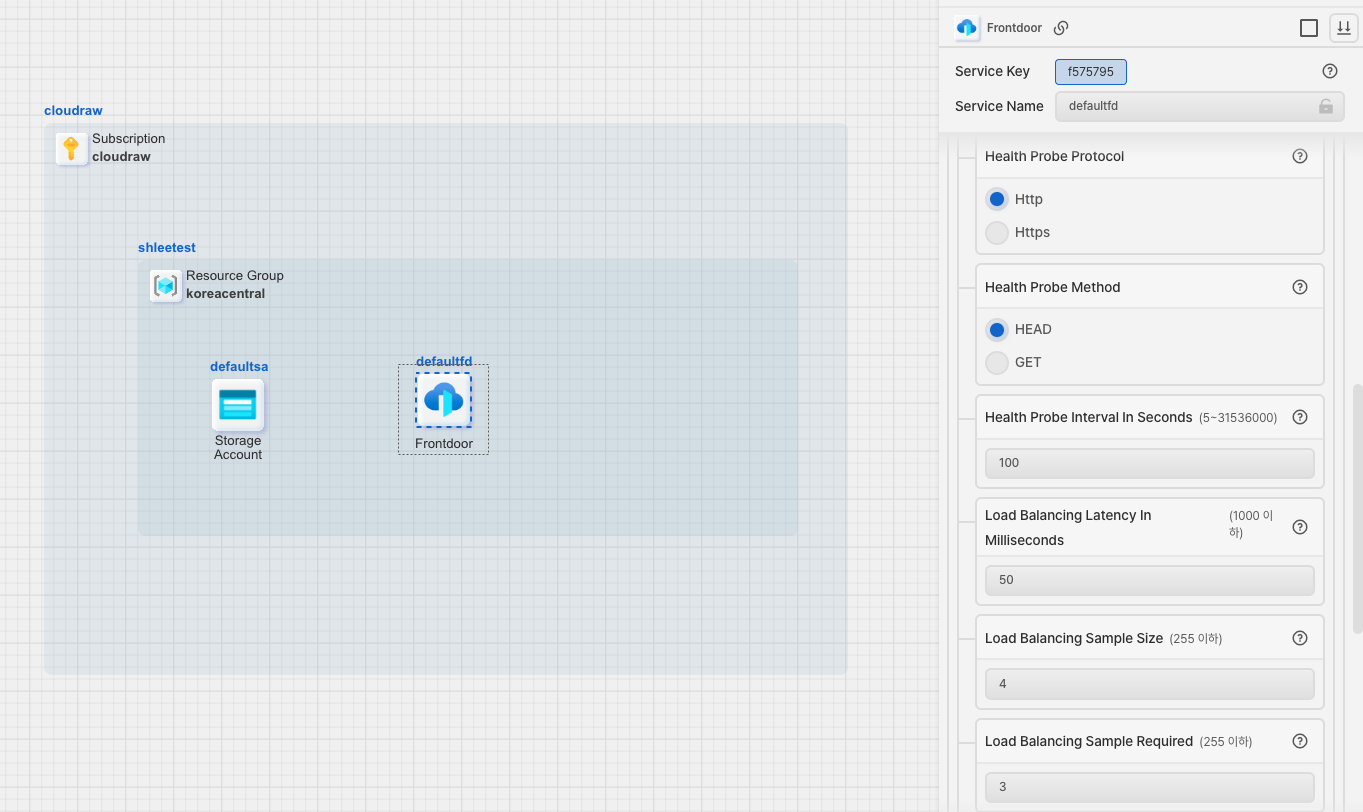 cloudraw
Subscription
cloudraw
shleetest
Resource Group
koreacentral
defaultsa
Storage
Account
defaultfd
Frontdoor
Frontdoor
Service Key
f575795
Service Name
defaultfd
Health Probe Protocol
Http
Https
Health Probe Method
HEAD
GET
Health Probe Interval In Seconds (5~31536000)
100
Load Balancing Latency In
Milliseconds
(1000 이
하)
50
Load Balancing Sample Size (255 이하)
4
Load Balancing Sample Required (255 이하)
3